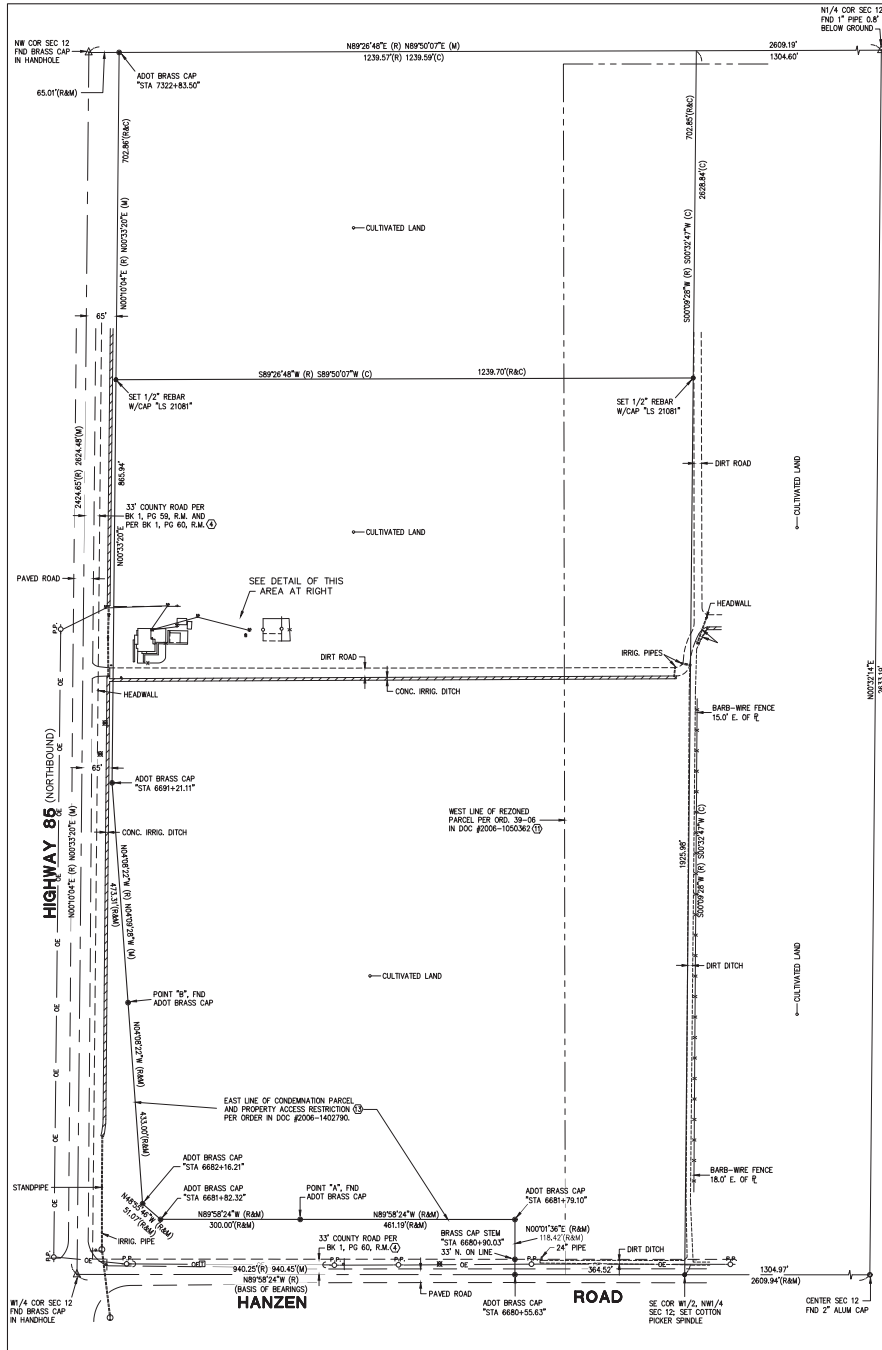 N1/4 COR SEC 12
FND 1" PIPE 0.8'
BELOW GROUND
NW COR SEC 12
FND BRASS CAP
IN HANDHOLE
N89°26'48"E (R) N89°50'07"E (M)
1239.57'(R) 1239.59'(C)
2609.19'
1304.60'
65.01'(R&M)
ADOT BRASS CAP
"STA 7322+83.50"
702.86'(R&C)
N00°10'04"E (R) N00°33'20"E (M)
702.85'(R&C)
2628.84'(C)
S00°09'28"W (R) S00°32'47"W (C)
CULTIVATED LAND
65'
S89°26'48"W (R) S89°50'07"W (C)
1239.70'(R&C)
SET 1/2" REBAR
W/CAP "LS 21081"
SET 1/2" REBAR
W/CAP "LS 21081"
DIRT ROAD
CULTIVATED LAND
2424.65'(R) 2624.48'(M)
865.94'
N00°33'20"E
33' COUNTY ROAD PER
BK 1, PG 59, R.M. AND
PER BK 1, PG 60, R.M. 4
CULTIVATED LAND
PAVED ROAD
SEE DETAIL OF THIS
AREA AT RIGHT
HEADWALL
P.P.
DIRT ROAD
IRRIG. PIPES
CONC. IRRIG. DITCH
HEADWALL
N00°32'14"E
2633.19'
BARB-WIRE FENCE
15.0' E. OF ℞
OE
65'
ADOT BRASS CAP
"STA 6691+21.11"
HIGHWAY 85 (NORTHBOUND)
N00°10'04"E (R) N00°33'20"E (M)
WEST LINE OF REZONED
PARCEL PER ORD. 39-06
IN DOC #2006-1050362 11
CONC. IRRIG. DITCH
N04°08'22"W (R) N04°09'28"W (M)
473.31'(R&M)
1925.98'
S00°09'28"W (R) S00°32'47"W (C)
OE
DIRT DITCH
CULTIVATED LAND
CULTIVATED LAND
OE
POINT "B", FND
ADOT BRASS CAP
OE
N04°08'22"W (R&M)
433.00'(R&M)
EAST LINE OF CONDEMNATION PARCEL
AND PROPERTY ACCESS RESTRICTION 13
PER ORDER IN DOC #2006-1402790.
OE
ADOT BRASS CAP
"STA 6682+16.21"
BARB-WIRE FENCE
18.0' E. OF ℞
STANDPIPE
ADOT BRASS CAP
"STA 6681+82.32"
POINT "A", FND
ADOT BRASS CAP
ADOT BRASS CAP
"STA 6681+79.10"
N48°55'46"W (R&M)
51.07'(R&M)
N89°58'24"W (R&M)
300.00'(R&M)
N89°58'24"W (R&M)
461.19'(R&M)
IRRIG. PIPE
N00°01'36"E (R&M)
118.42'(R&M)
BRASS CAP STEM
"STA 6680+90.03"
33' N. ON LINE
24" PIPE
33' COUNTY ROAD PER
BK 1, PG 60, R.M. 4
DIRT DITCH
P.P.
P.P.
OE
P.P.
P.P.
OE
P.P.
OE
P.P.
940.25'(R) 940.45'(M)
364.52'
1304.97'
N89°58'24"W (R)
(BASIS OF BEARINGS)
2609.94'(R&M)
PAVED ROAD
HANZEN ROAD
W1/4 COR SEC 12
FND BRASS CAP
IN HANDHOLE
ADOT BRASS CAP
"STA 6680+55.63"
SE COR W1/2, NW1/4
SEC 12; SET COTTON
PICKER SPINDLE
CENTER SEC 12
FND 2" ALUM CAP